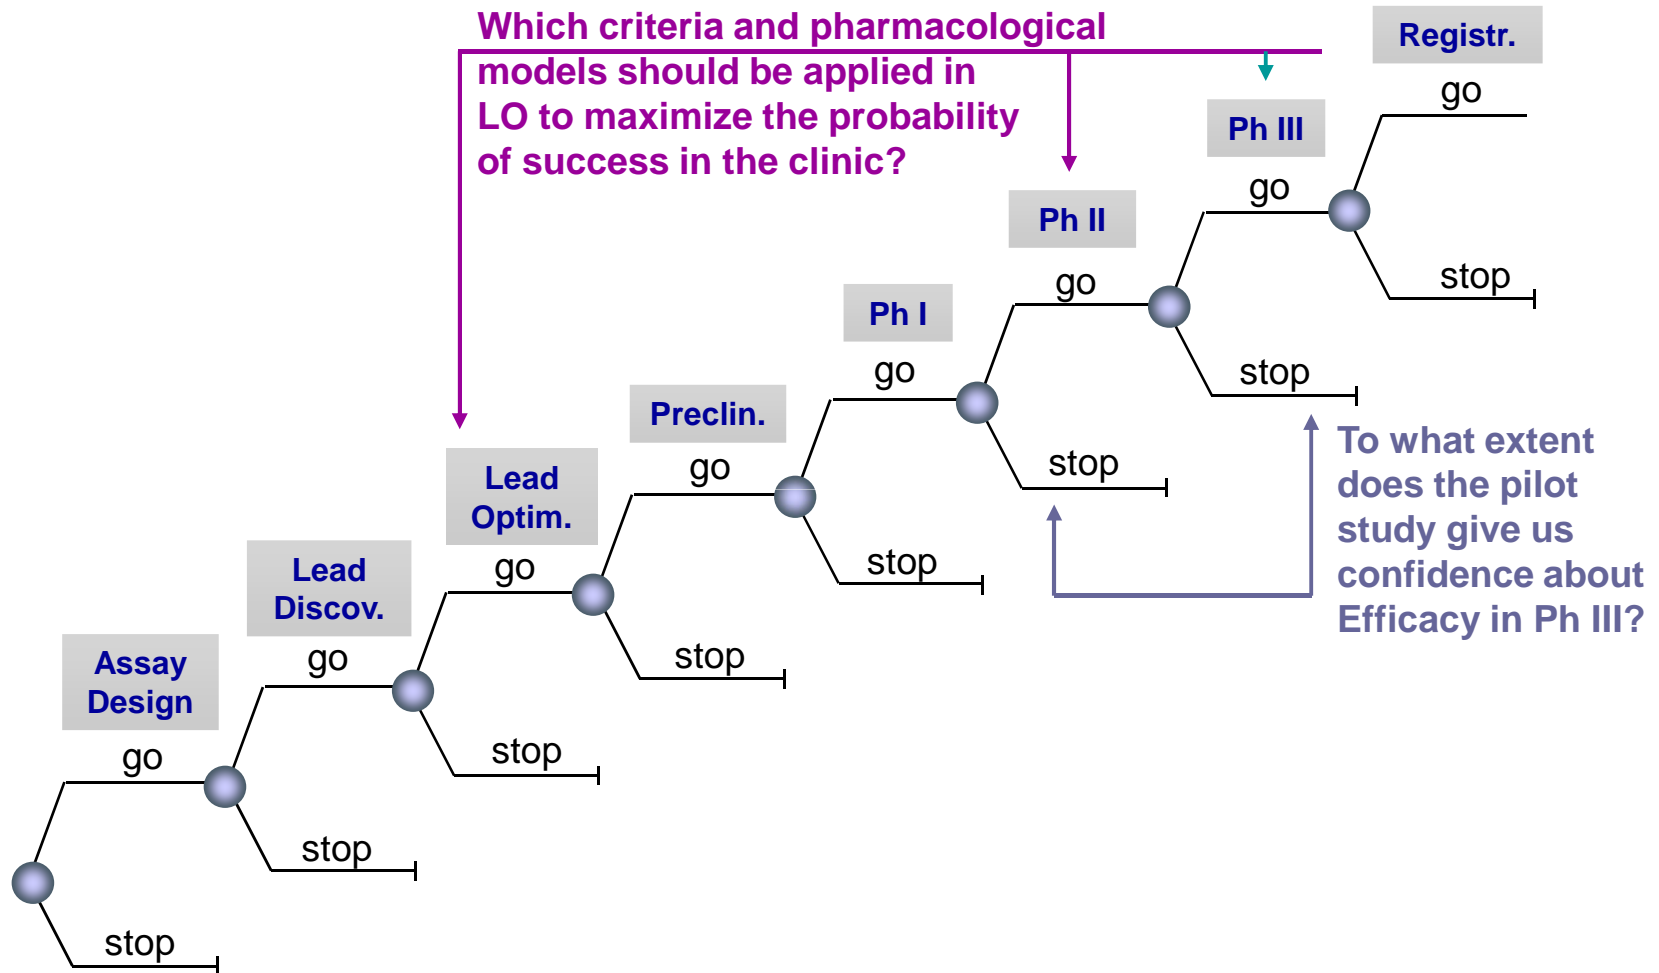 Which criteria and pharmacological
models should be applied in
LO to maximize the probability
of success in the clinic?
Registr.
go
Ph III
go
stop
Ph II
go
stop
Ph I
go
stop
To what extent
does the pilot
study give us
confidence about
Efficacy in Ph III?
Preclin.
go
stop
Lead
Optim.
go
stop
Lead
Discov.
go
stop
Assay
Design
go
stop
stop